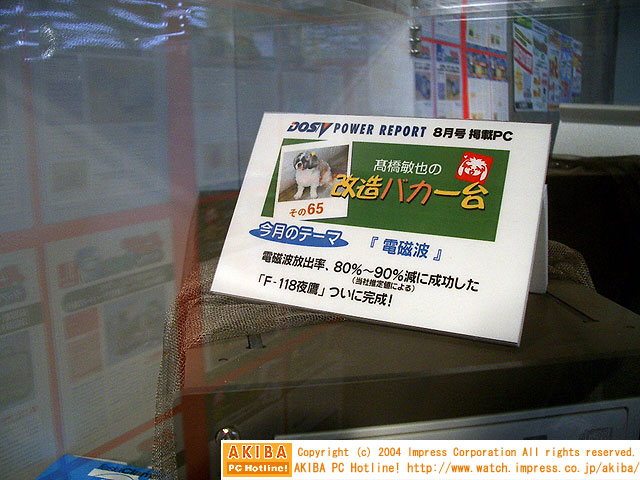 DOS/V POWER REPORT 8月号 掲載PC
髙橋敏也の
改造バカ一台
その65
今月のテーマ 『電磁波』
電磁波放出率、80%～90%減に成功した
(当社推定値による)
「F-118夜鷹」ついに完成!
AKIBA PC Hotline!
Copyright (c) 2004 Impress Corporation All rights reserved.
AKIBA PC Hotline! http://www.watch.impress.co.jp/akiba/